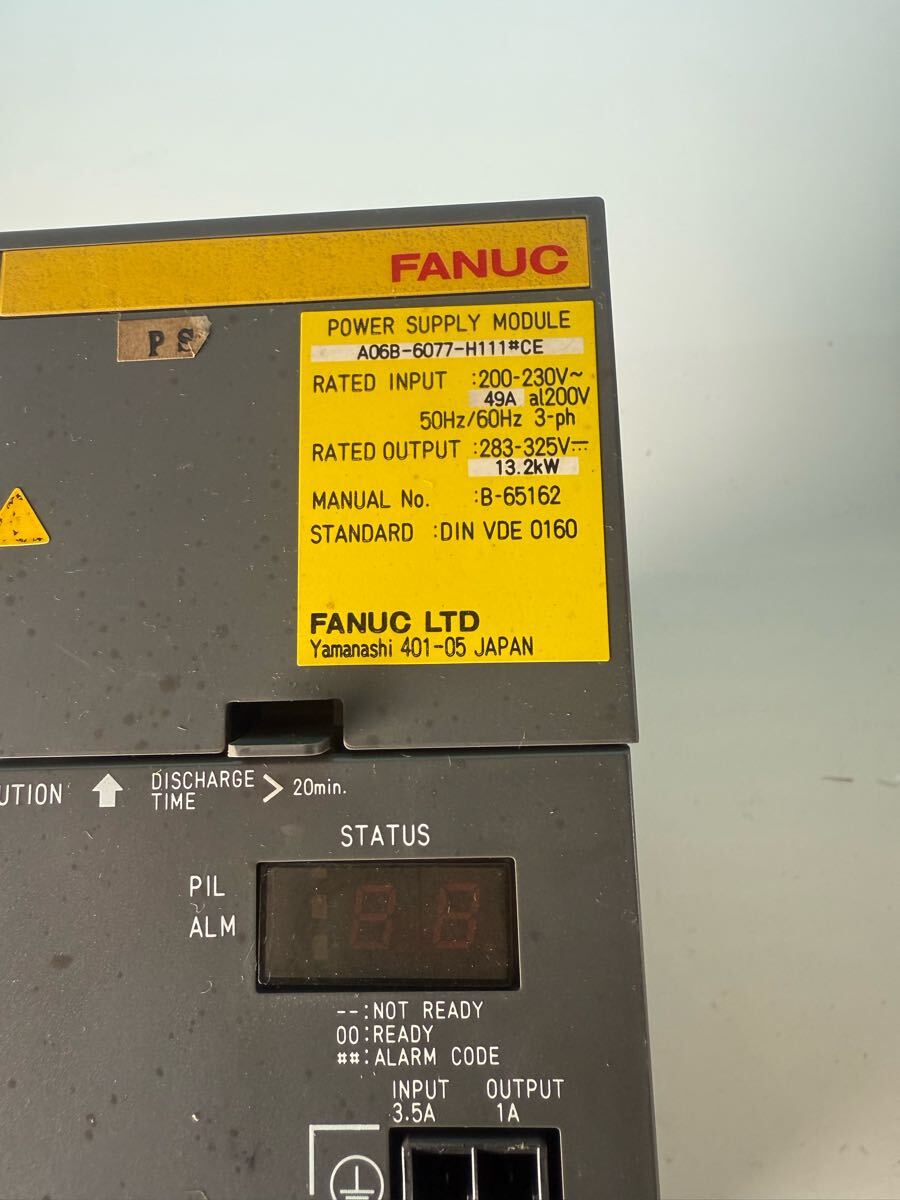 FANUC
PS
POWER SUPPLY MODULE
A06B-6077-H111#CE
RATED INPUT :200-230V~
49A al200V
50Hz/60Hz 3-ph
RATED OUTPUT :283-325V⎓
13.2kW
MANUAL No. :B-65162
STANDARD :DIN VDE 0160
FANUC LTD
Yamanashi 401-05 JAPAN
UTION ⬆ DISCHARGE TIME > 20min.
STATUS
PIL
ALM
--:NOT READY
00:READY
##:ALARM CODE
INPUT OUTPUT
3.5A 1A